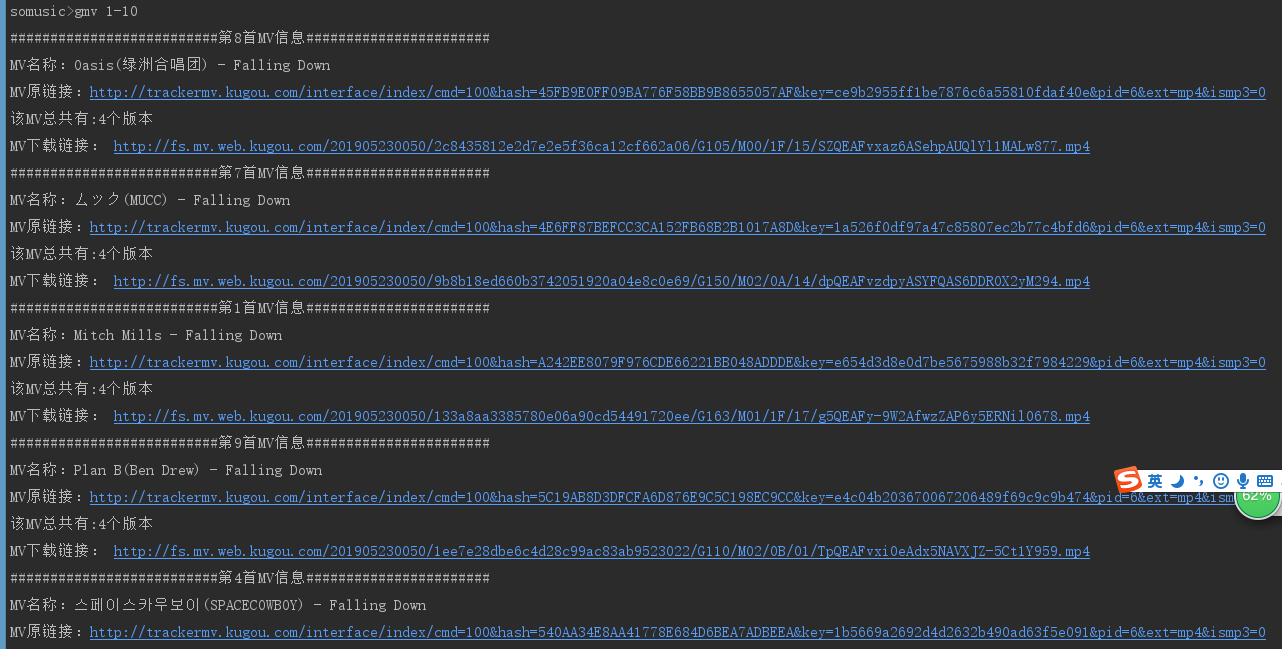 somusic>gmv 1-10
##########################第8首MV信息#######################
MV名称：Oasis(绿洲合唱团) - Falling Down
MV原链接：http://trackermv.kugou.com/interface/index/cmd=100&hash=45FB9E0FF09BA776F58BB9B8655057AF&key=ce9b2955ff1be7876c6a55810fdaf40e&pid=6&ext=mp4&ismp3=0
该MV总共有:4个版本
MV下载链接： http://fs.mv.web.kugou.com/201905230050/2c8435812e2d7e2e5f36ca12cf662a06/G105/M00/1F/15/SZQEAFvxaz6ASehpAUQlYl1MALw877.mp4
##########################第7首MV信息#######################
MV名称：ムック(MUCC) - Falling Down
MV原链接：http://trackermv.kugou.com/interface/index/cmd=100&hash=4E6FF87BEFCC3CA152FB68B2B1017A8D&key=1a526f0df97a47c85807ec2b77c4bfd6&pid=6&ext=mp4&ismp3=0
该MV总共有:4个版本
MV下载链接： http://fs.mv.web.kugou.com/201905230050/9b8b18ed660b3742051920a04e8c0e69/G150/M02/0A/14/dpQEAFvzdpyASYFQAS6DDR0X2yM294.mp4
##########################第1首MV信息#######################
MV名称：Mitch Mills - Falling Down
MV原链接：http://trackermv.kugou.com/interface/index/cmd=100&hash=A242EE8079F976CDE66221BB048ADDDE&key=e654d3d8e0d7be5675988b32f7984229&pid=6&ext=mp4&ismp3=0
该MV总共有:4个版本
MV下载链接： http://fs.mv.web.kugou.com/201905230050/133a8aa3385780e06a90cd54491720ee/G163/M01/1F/17/g5QEAFy-9W2AfwzZAP6y5ERNil0678.mp4
##########################第9首MV信息#######################
MV名称：Plan B(Ben Drew) - Falling Down
MV原链接：http://trackermv.kugou.com/interface/index/cmd=100&hash=5C19AB8D3DFCFA6D876E9C5C198EC9CC&key=e4c04b203670067206489f69c9c9b474&pid=6&ext=m
英
62%
该MV总共有:4个版本
MV下载链接： http://fs.mv.web.kugou.com/201905230050/1ee7e28dbe6c4d28c99ac83ab9523022/G110/M02/0B/01/TpQEAFvxi0eAdx5NAVXJZ-5Ct1Y959.mp4
##########################第4首MV信息#######################
MV名称：스페이스카우보이(SPACECOWBOY) - Falling Down
MV原链接：http://trackermv.kugou.com/interface/index/cmd=100&hash=540AA34E8AA41778E684D6BEA7ADBEEA&key=1b5669a2692d4d2632b490ad63f5e091&pid=6&ext=mp4&ismp3=0